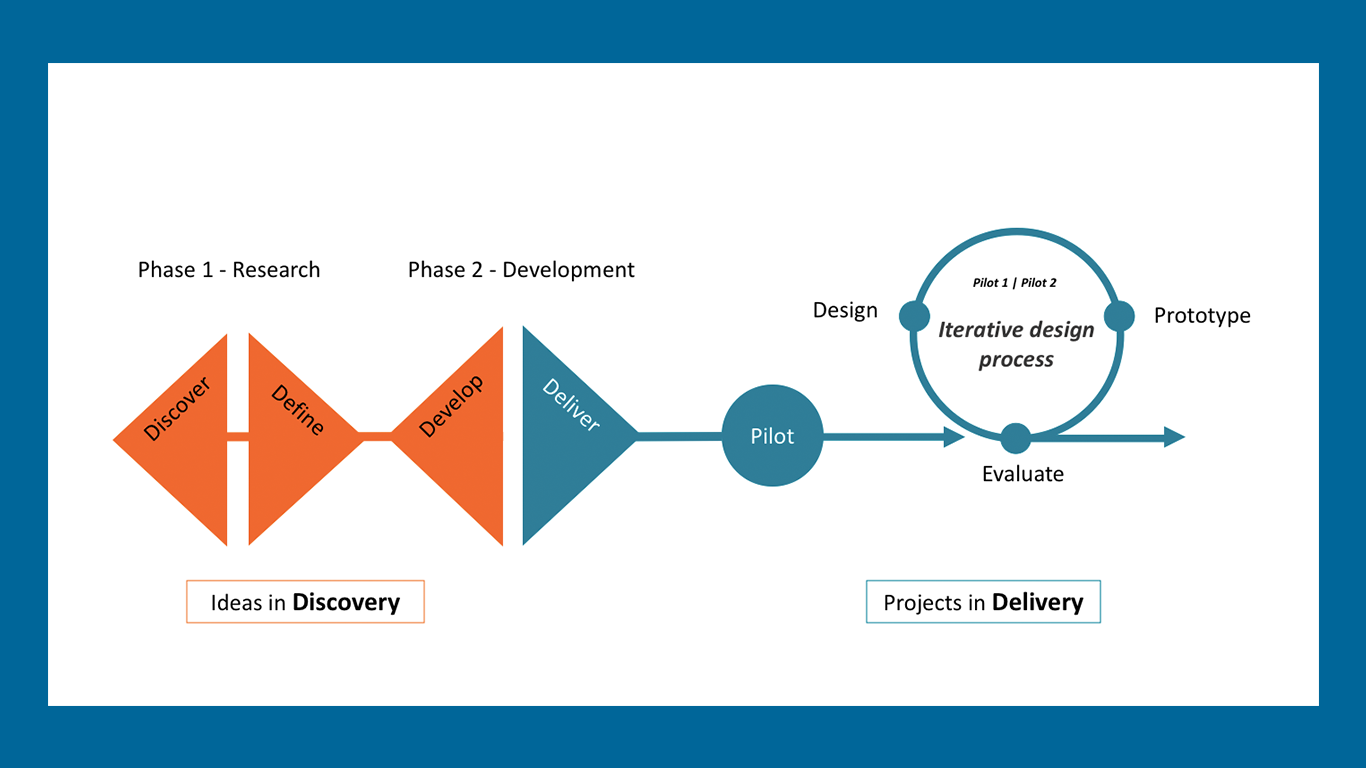 Phase 1 - Research
Phase 2 - Development
Discover
Define
Develop
Deliver
Pilot
Pilot 1 | Pilot 2
Iterative design
process
Design
Prototype
Evaluate
Ideas in Discovery
Projects in Delivery